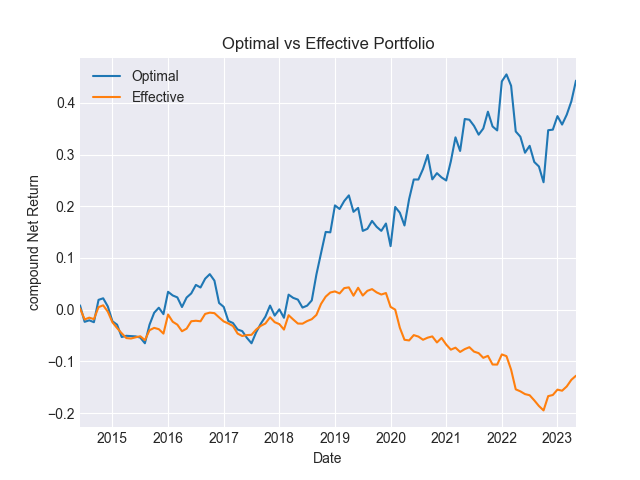 Optimal vs Effective Portfolio
Optimal
Effective
compound Net Return
0.4
0.3
0.2
0.1
0.0
−0.1
−0.2
2015 2016 2017 2018 2019 2020 2021 2022 2023
Date